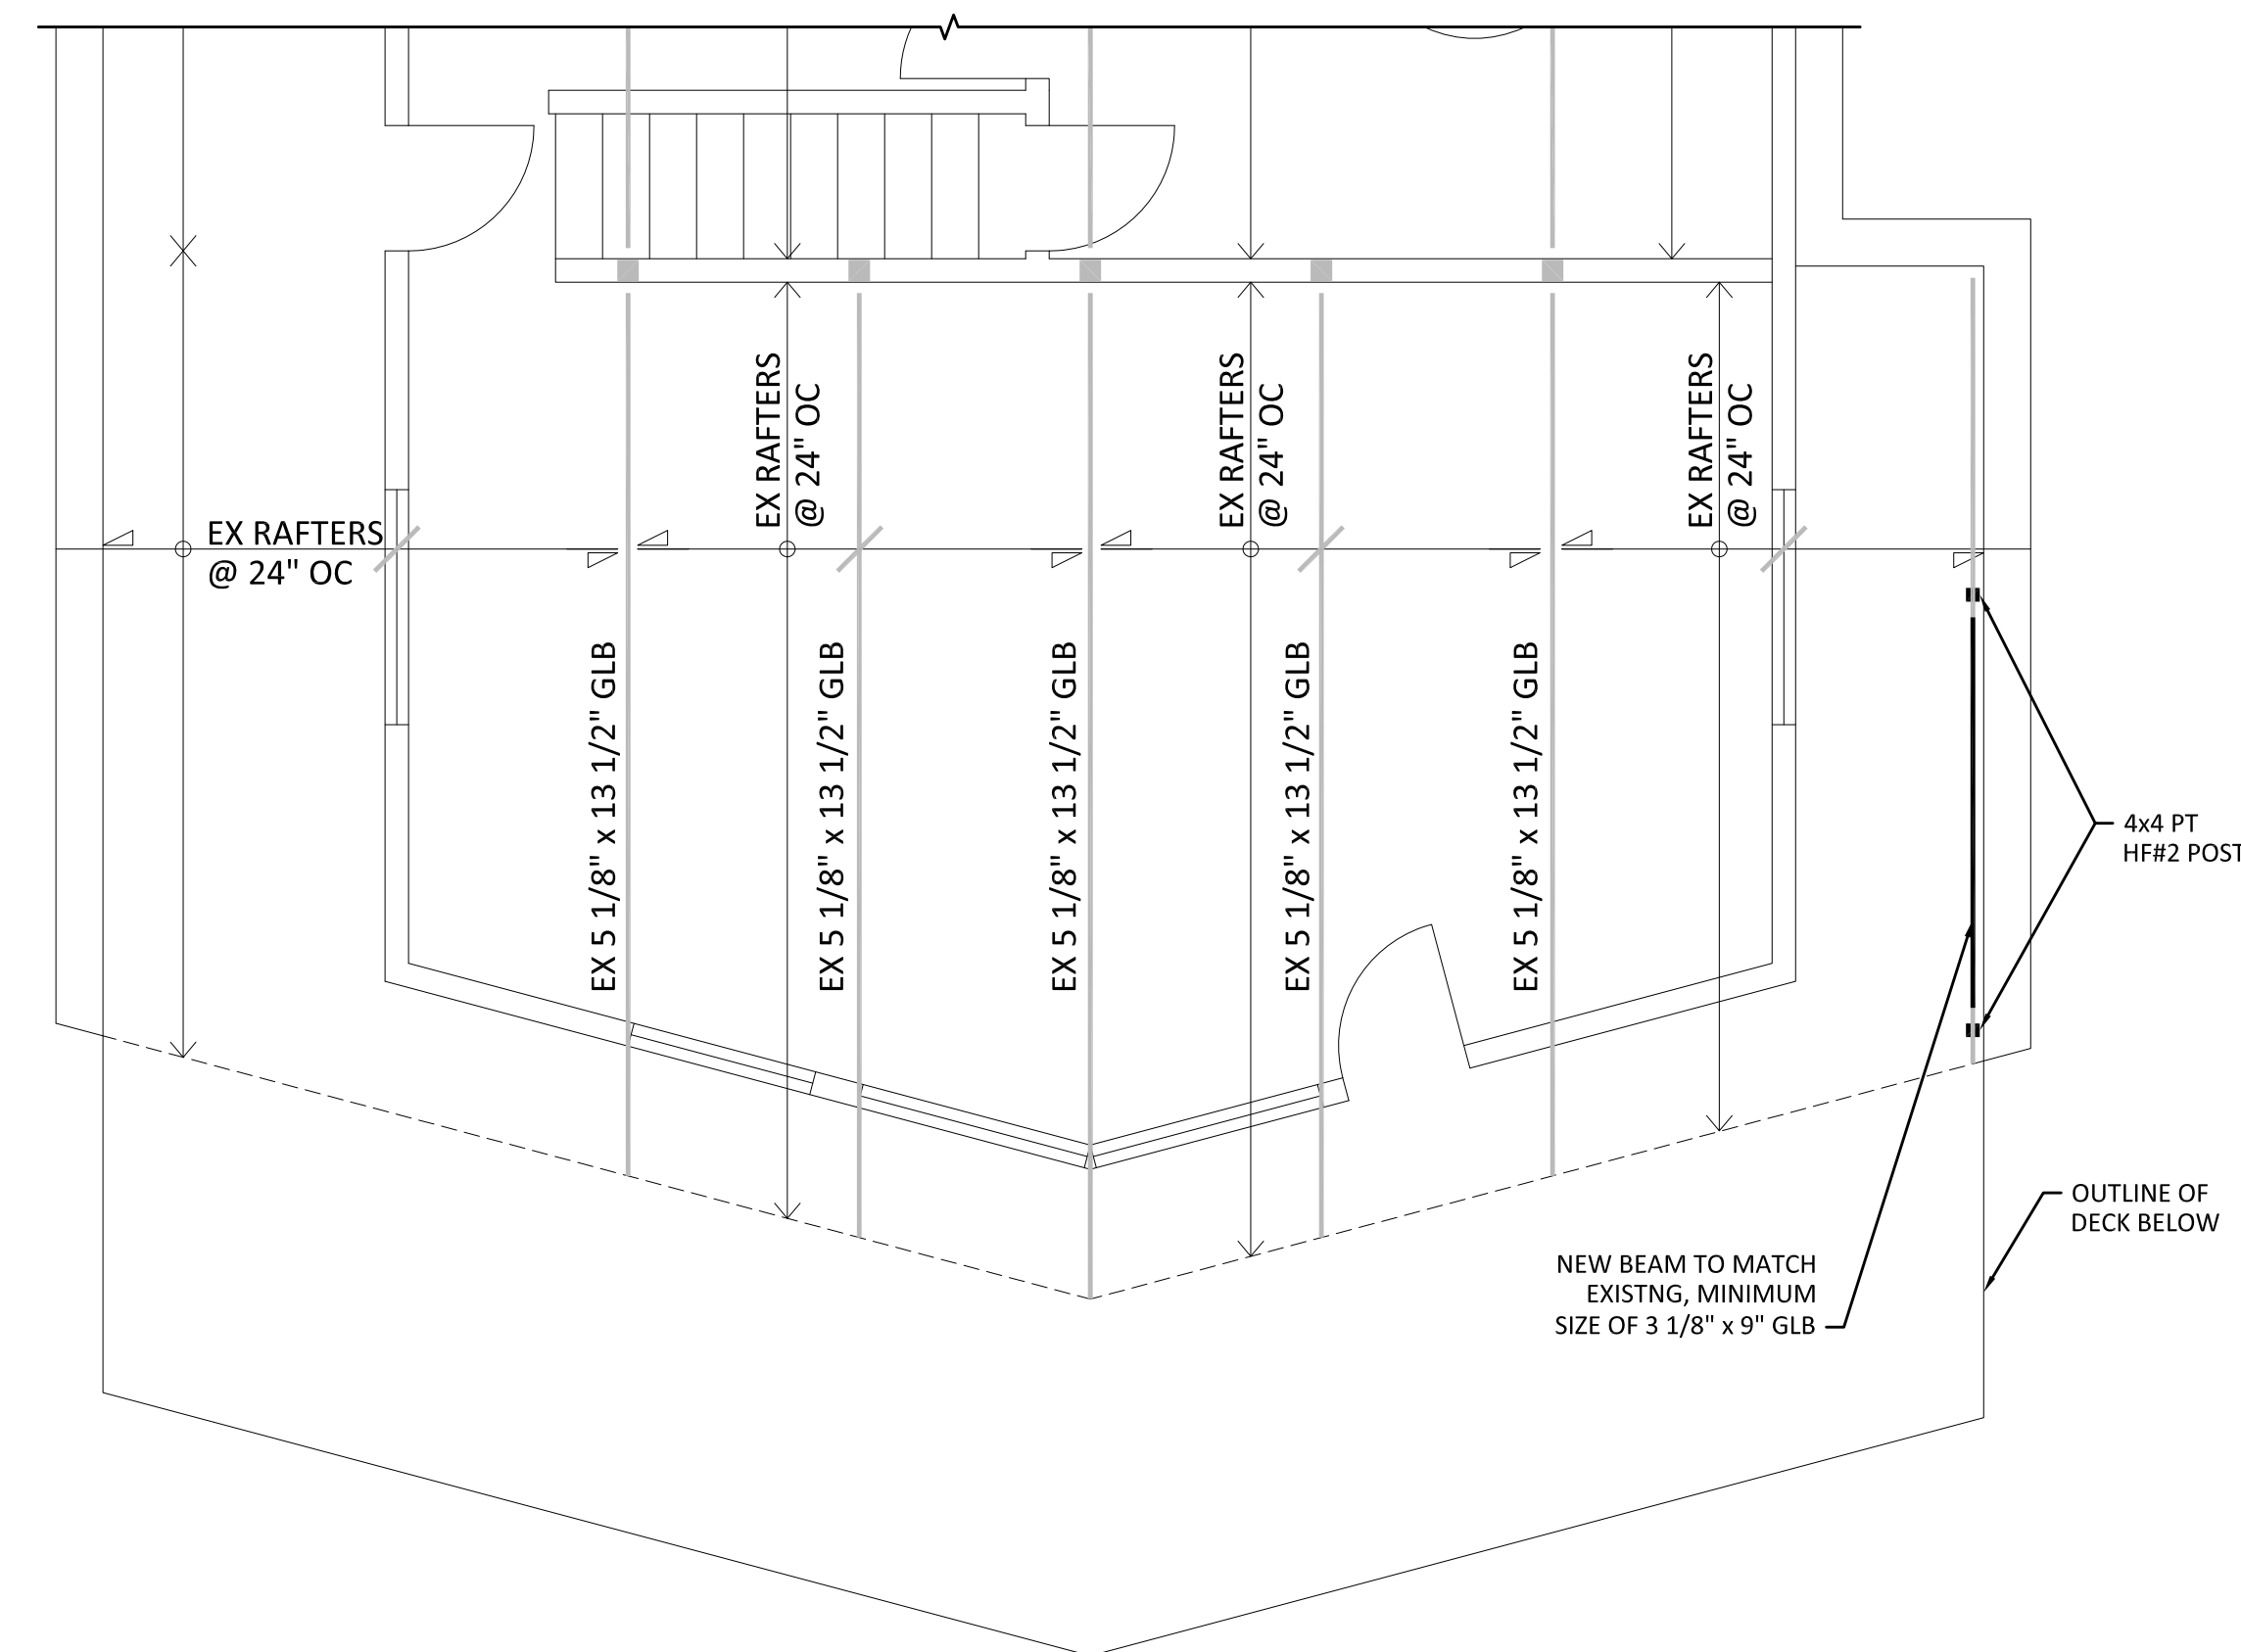 EX RAFTERS
@ 24" OC
EX RAFTERS
@ 24" OC
EX RAFTERS
@ 24" OC
EX RAFTERS
@ 24" OC
EX 5 1/8" x 13 1/2" GLB
EX 5 1/8" x 13 1/2" GLB
EX 5 1/8" x 13 1/2" GLB
EX 5 1/8" x 13 1/2" GLB
EX 5 1/8" x 13 1/2" GLB
4x4 PT
HF#2 POST
OUTLINE OF
DECK BELOW
NEW BEAM TO MATCH
EXISTNG, MINIMUM
SIZE OF 3 1/8" x 9" GLB